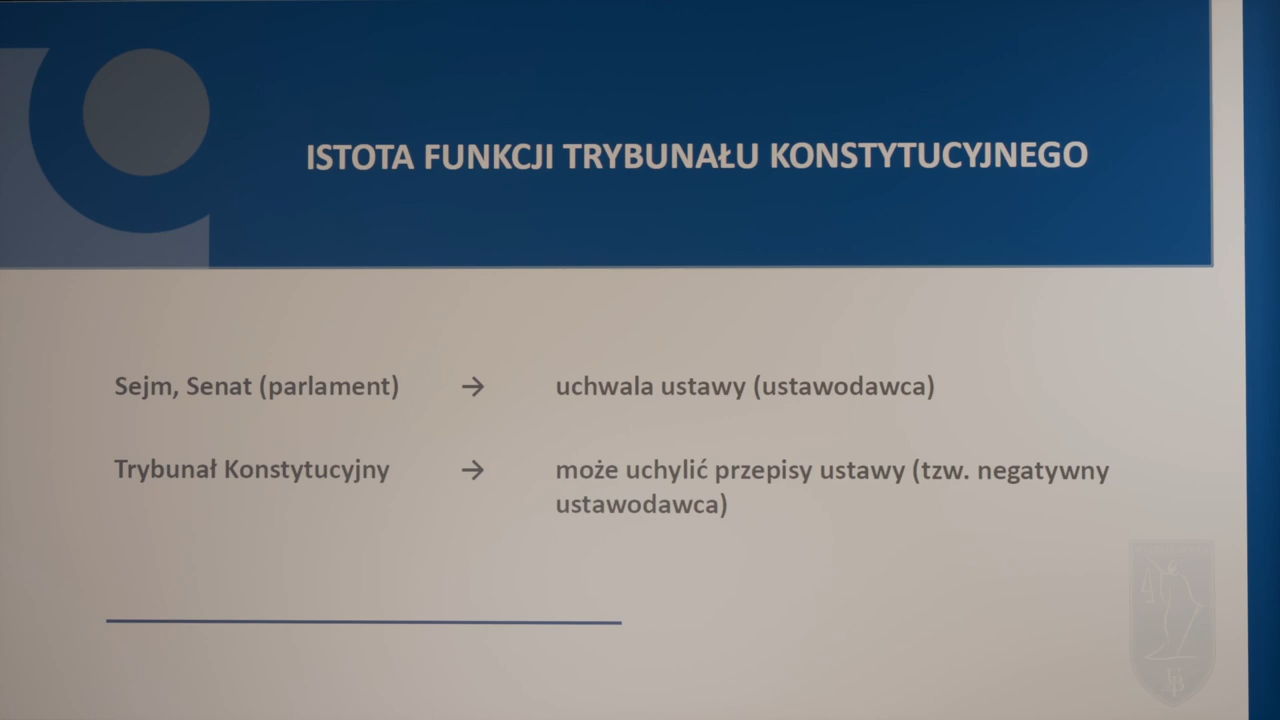 ISTOTA FUNKCJI TRYBUNAŁU KONSTYTUCYJNEGO
Sejm, Senat (parlament) → uchwala ustawy (ustawodawca)
Trybunał Konstytucyjny → może uchylić przepisy ustawy (tzw. negatywny
ustawodawca)